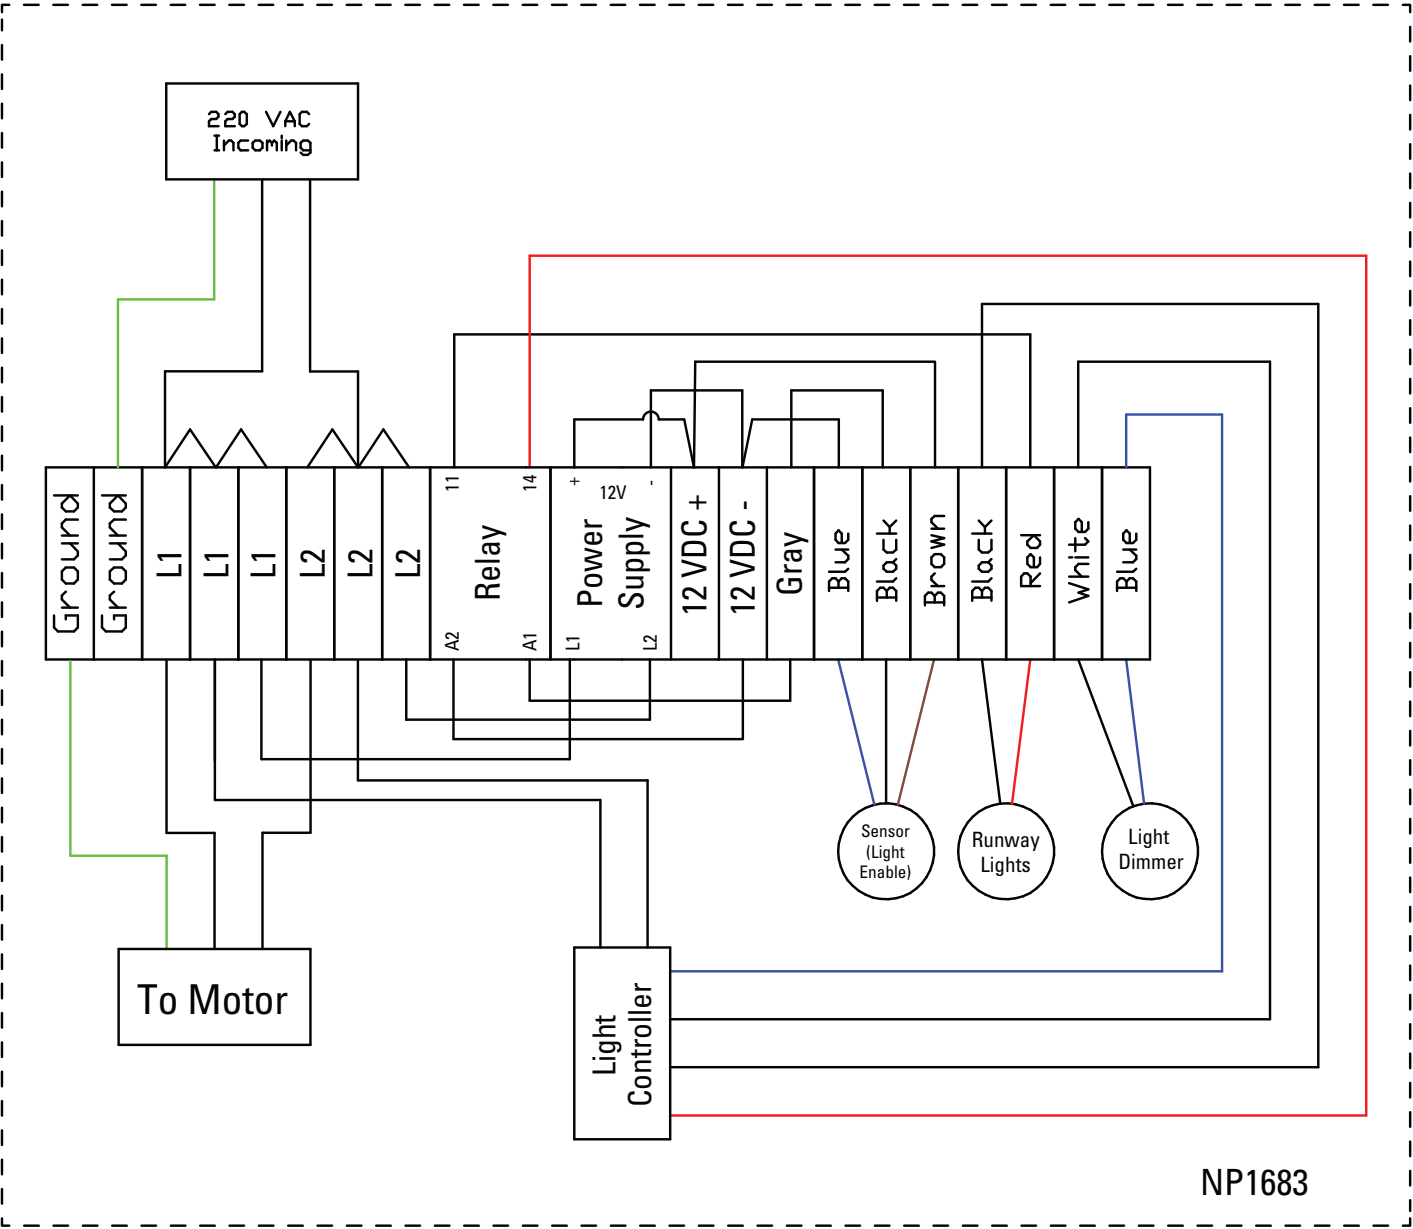 220 VAC
Incoming
Ground
Ground
L1
L1
L1
L2
L2
L2
11
14
Relay
A2
A1
+
12V
-
Power
Supply
L1
L2
12 VDC +
12 VDC -
Gray
Blue
Black
Brown
Black
Red
White
Blue
Sensor
(Light
Enable)
Runway
Lights
Light
Dimmer
To Motor
Light
Controller
NP1683